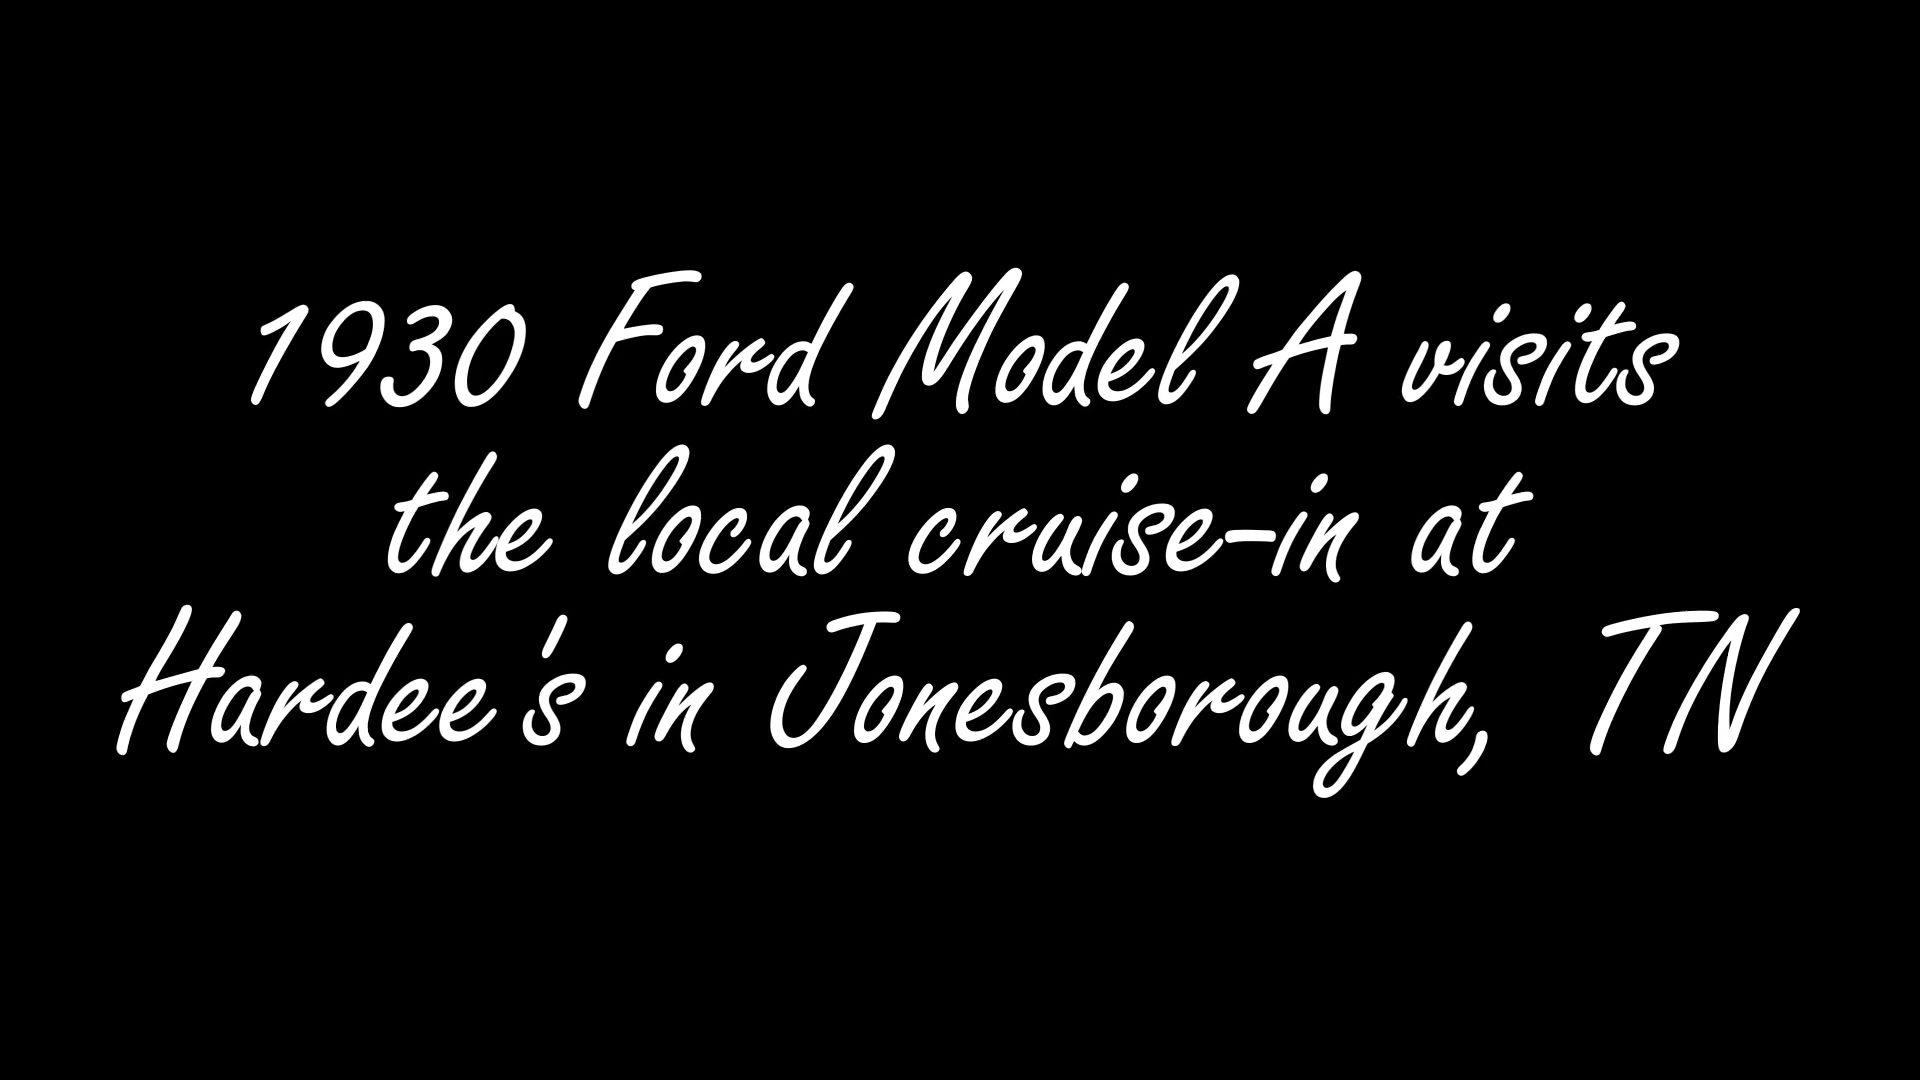 1930 Ford Model A visits
the local cruise-in at
Hardee's in Jonesborough, TN